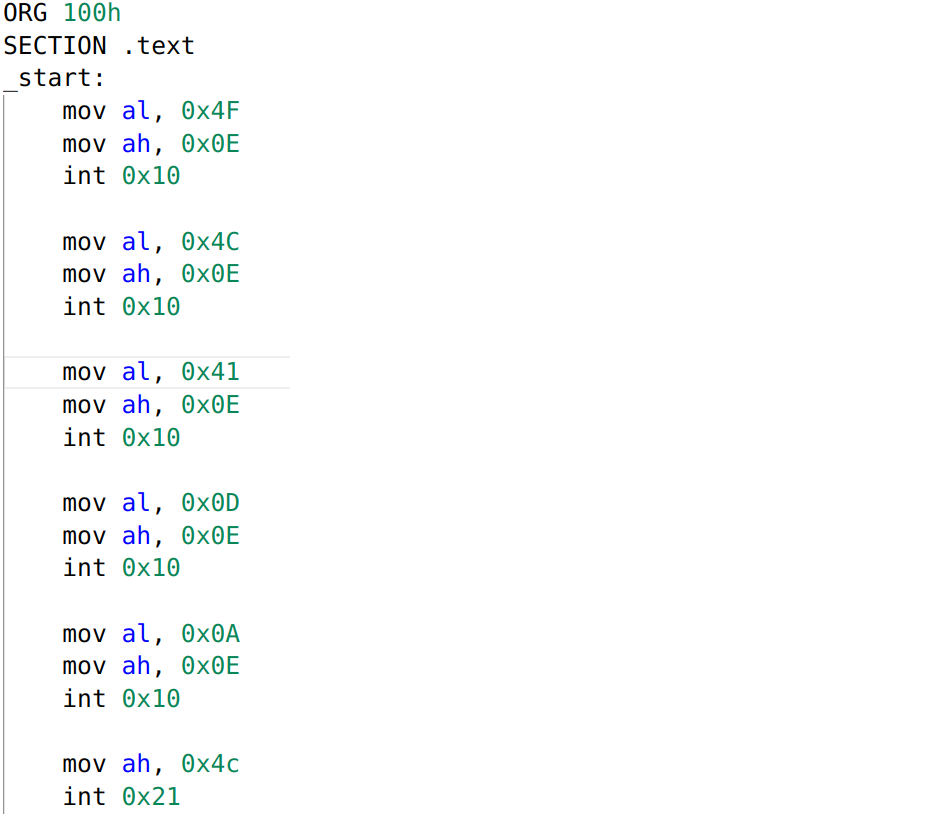 ORG 100h
SECTION .text
_start:
    mov al, 0x4F
    mov ah, 0x0E
    int 0x10

    mov al, 0x4C
    mov ah, 0x0E
    int 0x10

    mov al, 0x41
    mov ah, 0x0E
    int 0x10

    mov al, 0x0D
    mov ah, 0x0E
    int 0x10

    mov al, 0x0A
    mov ah, 0x0E
    int 0x10

    mov ah, 0x4c
    int 0x21